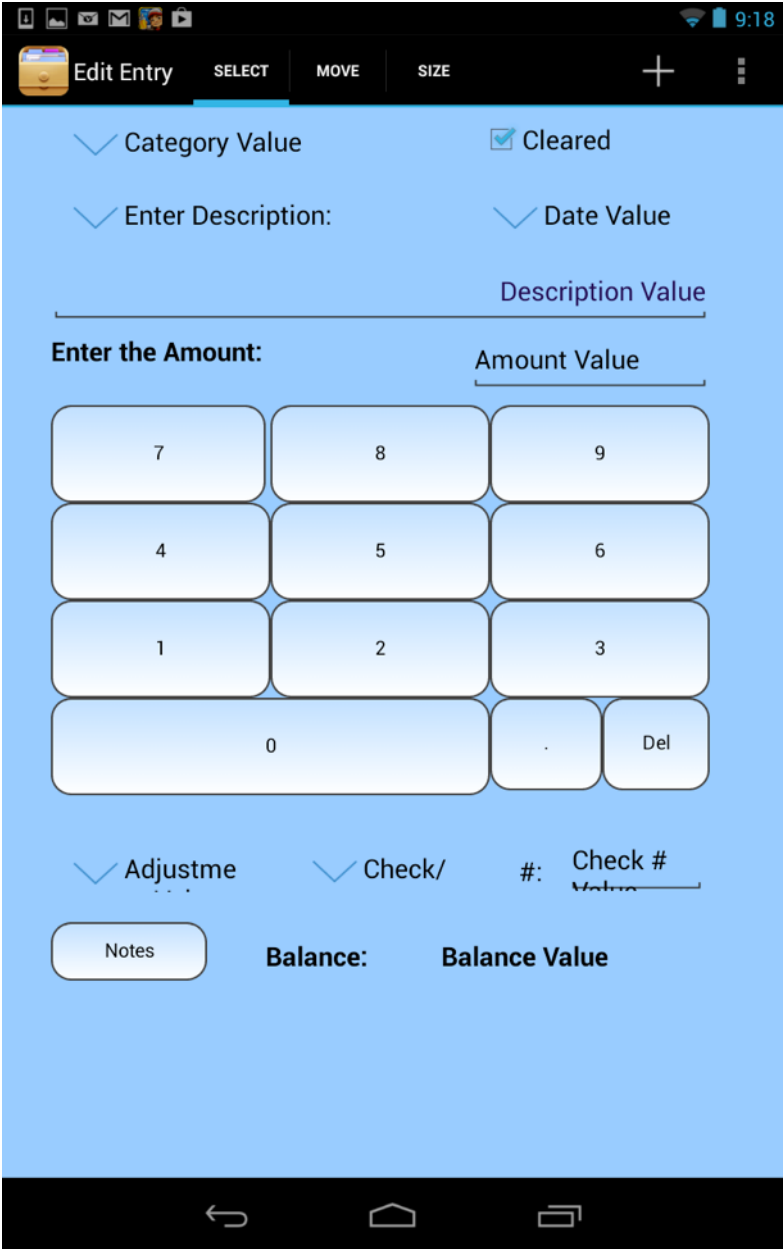 9:18
Edit Entry SELECT MOVE SIZE
Category Value Cleared
Enter Description: Date Value
Description Value
Enter the Amount: Amount Value
7 8 9
4 5 6
1 2 3
0 . Del
Adjustme Check/ #: Check #
Value
Notes Balance: Balance Value